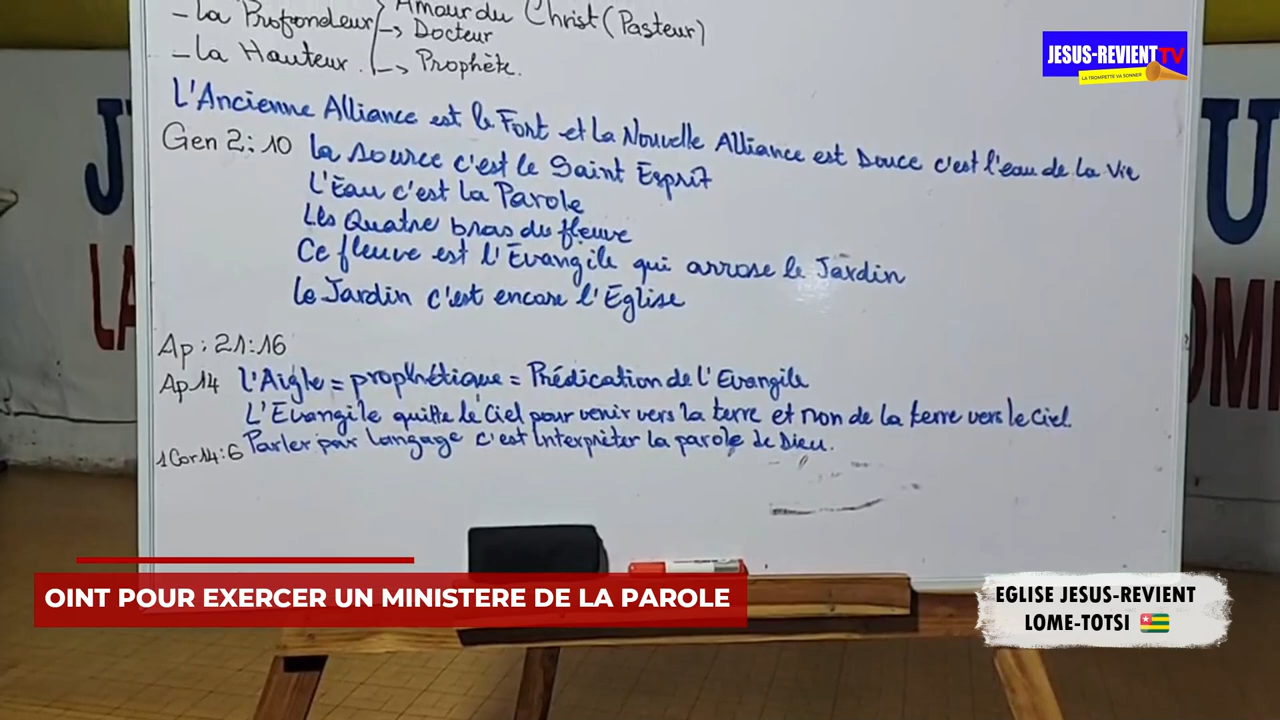 - La Profondeur -> Amour du Christ (Pasteur)
-> Docteur
- La Hauteur. -> Prophète.
L'Ancienne Alliance est le Fort et La Nouvelle Alliance est Douce c'est l'eau de la Vie
Gen 2:10 La source c'est le Saint Esprit
L'Eau c'est la Parole
Les Quatre bras du fleuve
Ce fleuve est l'Evangile qui arrose le Jardin
Le Jardin c'est encore l'Eglise
Ap: 21:16
Ap 14 L'Aigle = prophétique = Prédication de l'Evangile
L'Evangile quitte le Ciel pour venir vers la terre et non de la terre vers le Ciel.
1 Cor 14:6 Parler par langage c'est Interpréter la parole de Dieu.
JESUS-REVIENT TV
LA TROMPETTE VA SONNER
J
LA
U
OM
OINT POUR EXERCER UN MINISTERE DE LA PAROLE
EGLISE JESUS-REVIENT
LOME-TOTSI